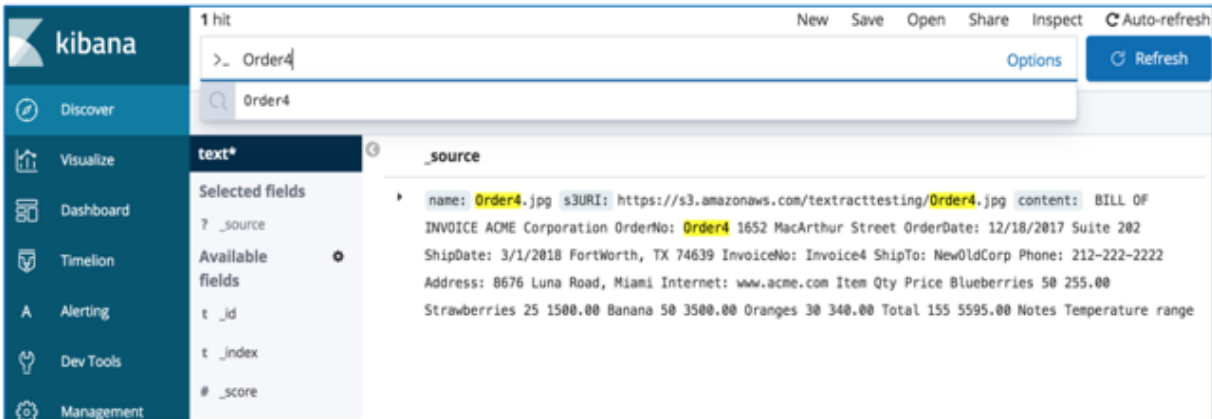 kibana
Discover
Visualize
Dashboard
Timelion
Alerting
Dev Tools
Management
1 hit
New Save Open Share Inspect Auto-refresh
>_ Order4
Options
Refresh
Order4
text*
Selected fields
? _source
Available
fields
t _id
t _index
# _score
_source
name: Order4.jpg s3URI: https://s3.amazonaws.com/textracttesting/Order4.jpg content: BILL OF
INVOICE ACME Corporation OrderNo: Order4 1652 MacArthur Street OrderDate: 12/18/2017 Suite 202
ShipDate: 3/1/2018 FortWorth, TX 74639 InvoiceNo: Invoice4 ShipTo: NewOldCorp Phone: 212-222-2222
Address: 8676 Luna Road, Miami Internet: www.acme.com Item Qty Price Blueberries 50 255.00
Strawberries 25 1500.00 Banana 50 3500.00 Oranges 30 340.00 Total 155 5595.00 Notes Temperature range